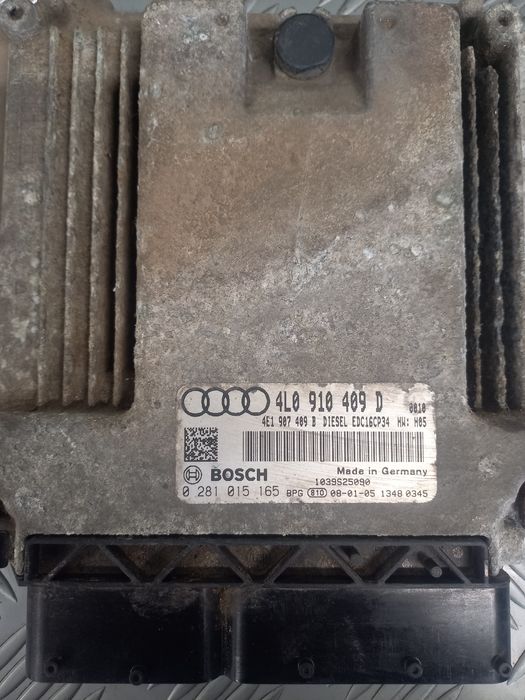 4L0 910 409 D 0010
4E1 907 409 B DIESEL EDC16CP34 HW: H05
BOSCH Made in Germany
1039S25090
0 281 015 165 BPG 810 08-01-05 1348 0345